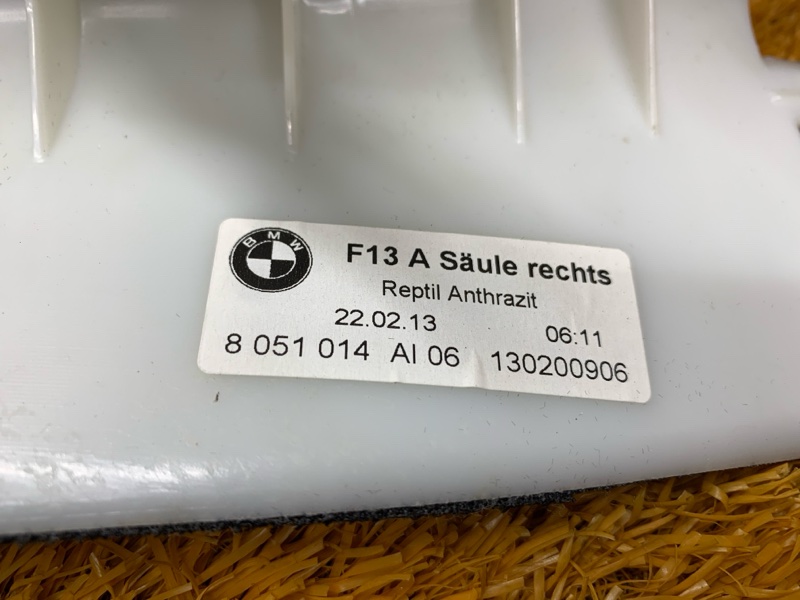 BMW
F13 A Säule rechts
Reptil Anthrazit
22.02.13 06:11
8 051 014 AI 06 130200906